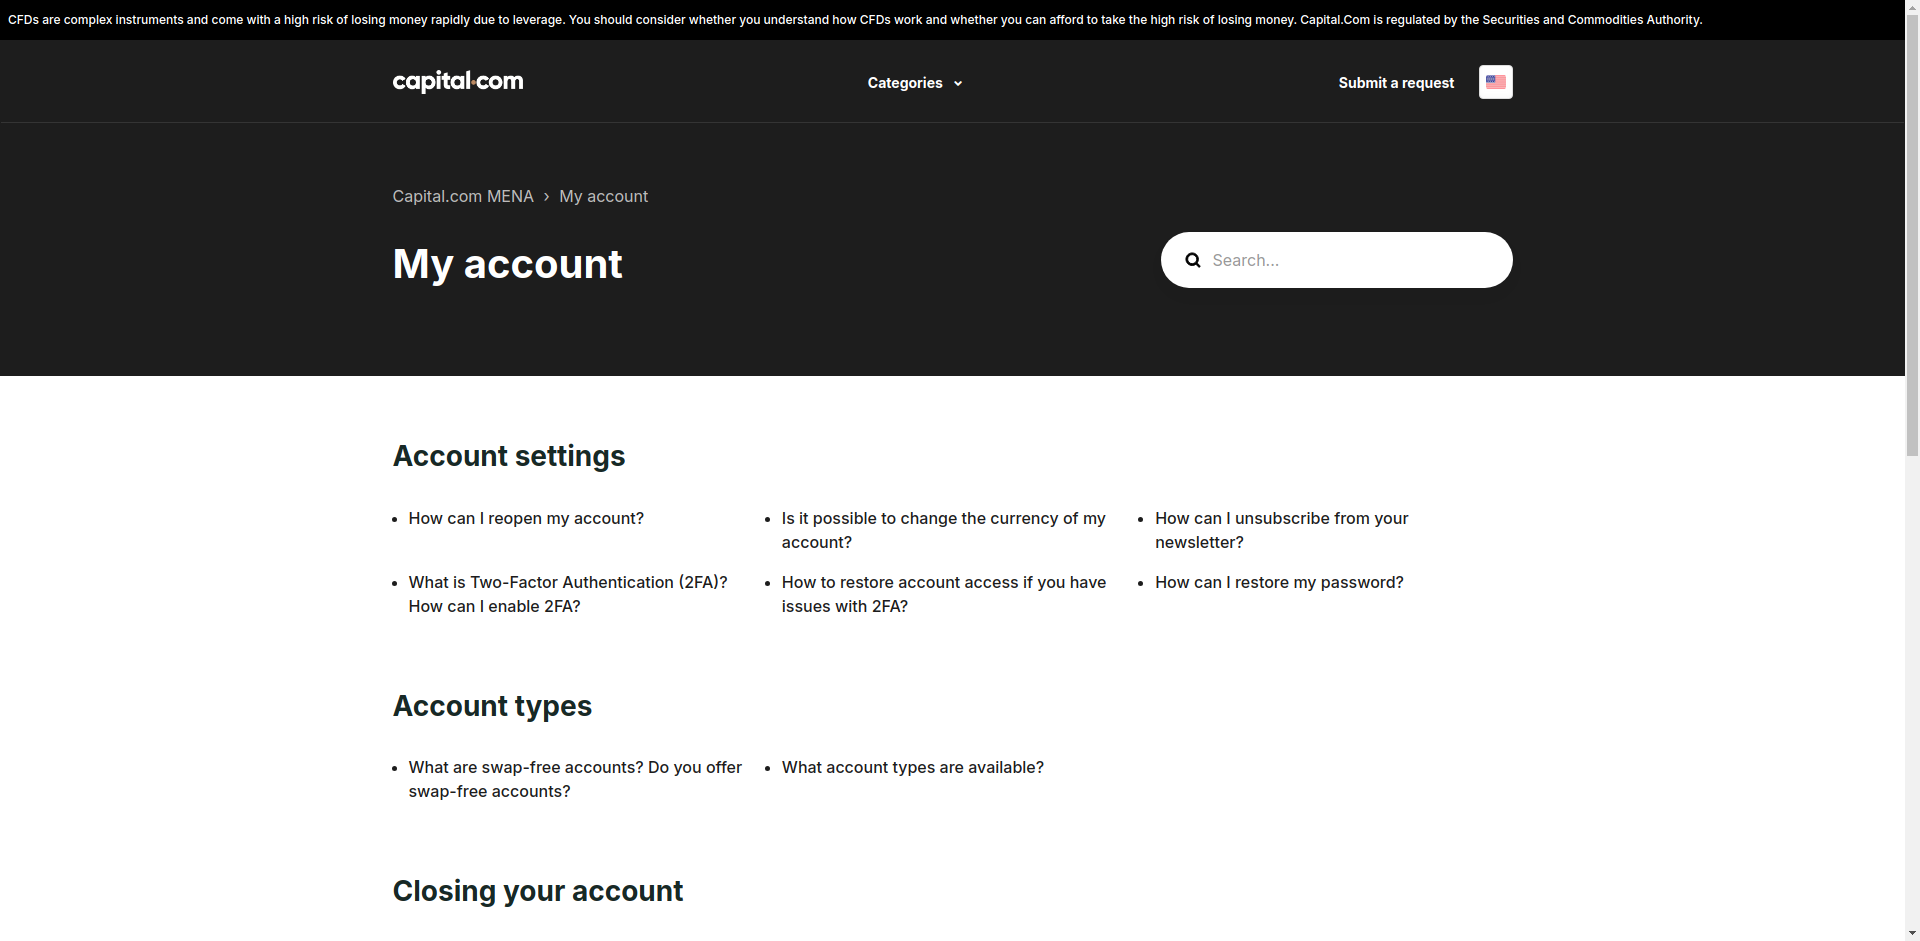 CFDs are complex instruments and come with a high risk of losing money rapidly due to leverage. You should consider whether you understand how CFDs work and whether you can afford to take the high risk of losing money. Capital.Com is regulated by the Securities and Commodities Authority.
capital.com
Categories
Submit a request
Capital.com MENA › My account
My account
Search...
Account settings
How can I reopen my account?
Is it possible to change the currency of my
account?
How can I unsubscribe from your
newsletter?
What is Two-Factor Authentication (2FA)?
How can I enable 2FA?
How to restore account access if you have
issues with 2FA?
How can I restore my password?
Account types
What are swap-free accounts? Do you offer
swap-free accounts?
What account types are available?
Closing your account